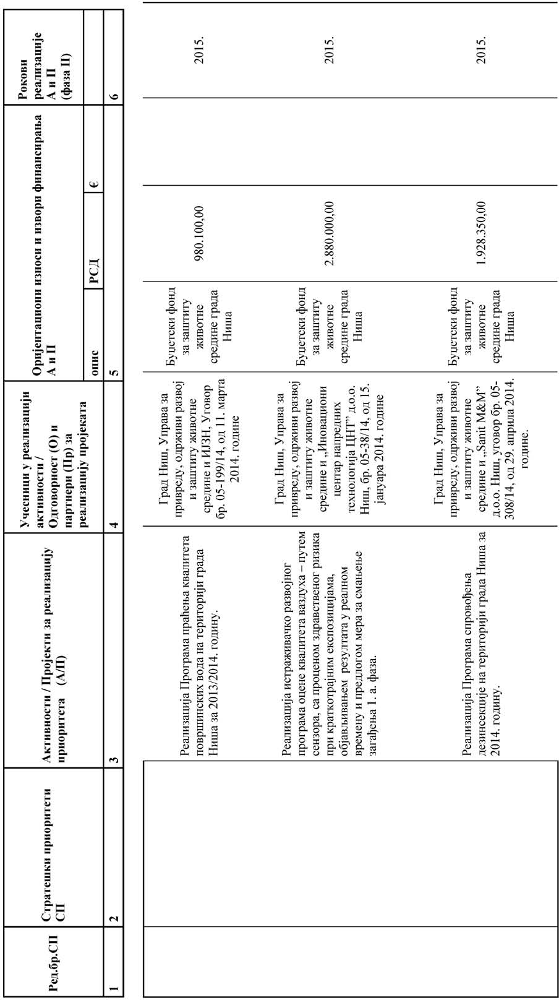 Ред.бр.СП
Стратешки приоритети
СП
Активности / Пројекти за реализацију
приоритета (А/П)
Учесници у реализацији
активности /
Одговорност (О) и
партнери (Пр) за
реализацију пројеката
Оријентациони износи и извори финансирања
А и П
Рокови
реализације
А и П
(фаза II)
опис
РСД
€
1
2
3
4
5
6
Реализација Програма праћења квалитета
површинских вода на територији града
Ниша за 2013/2014. годину.
Град Ниш, Управа за
привреду, одрживи развој
и заштиту животне
средине и ИЈЗН, Уговор
бр. 05-199/14, од 11. марта
2014. године
Буџетски фонд
за заштиту
животне
средине града
Ниша
980.100,00
2015.
Реализација истраживачко развојног
програма оцене квалитета ваздуха – путем
сензора, са проценом здравственог ризика
при краткотрајним експозицијама,
објављивањем резултата у реалном
времену и предлогом мера за смањење
загађења 1. а. фаза.
Град Ниш, Управа за
привреду, одрживи развој
и заштиту животне
средине и „Иновациони
центар напредних
технологија ЦНТ” д.о.о.
Ниш, бр. 05-38/14, од 15.
јануара 2014. године
Буџетски фонд
за заштиту
животне
средине града
Ниша
2.880.000,00
2015.
Реализација Програма спровођења
дезинсекције на територији града Ниша за
2014. годину.
Град Ниш, Управа за
привреду, одрживи развој
и заштиту животне
средине и „Sanit M&M”
д.о.о. Ниш, уговор бр. 05-
308/14, од 29. априла 2014.
године.
Буџетски фонд
за заштиту
животне
средине града
Ниша
1.928.350,00
2015.